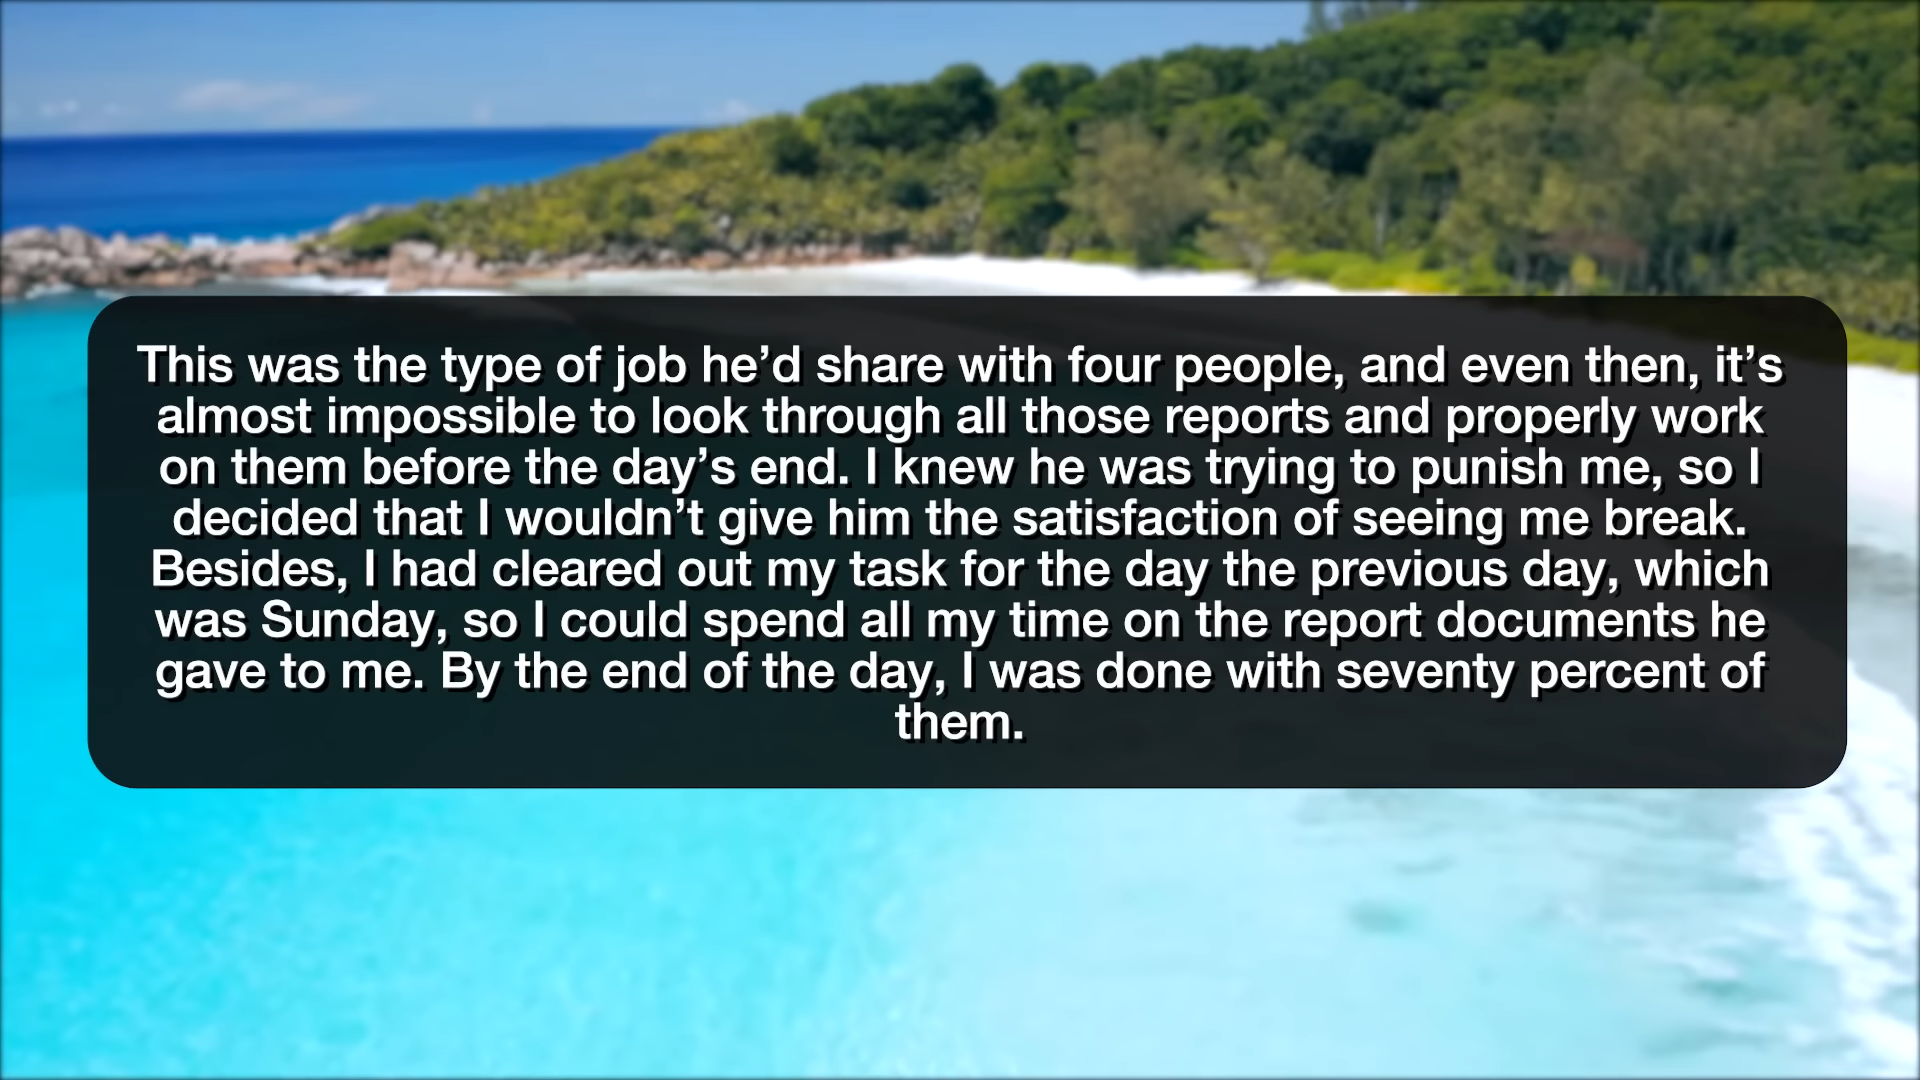 This was the type of job he’d share with four people, and even then, it’s
almost impossible to look through all those reports and properly work
on them before the day’s end. I knew he was trying to punish me, so I
decided that I wouldn’t give him the satisfaction of seeing me break.
Besides, I had cleared out my task for the day the previous day, which
was Sunday, so I could spend all my time on the report documents he
gave to me. By the end of the day, I was done with seventy percent of
them.